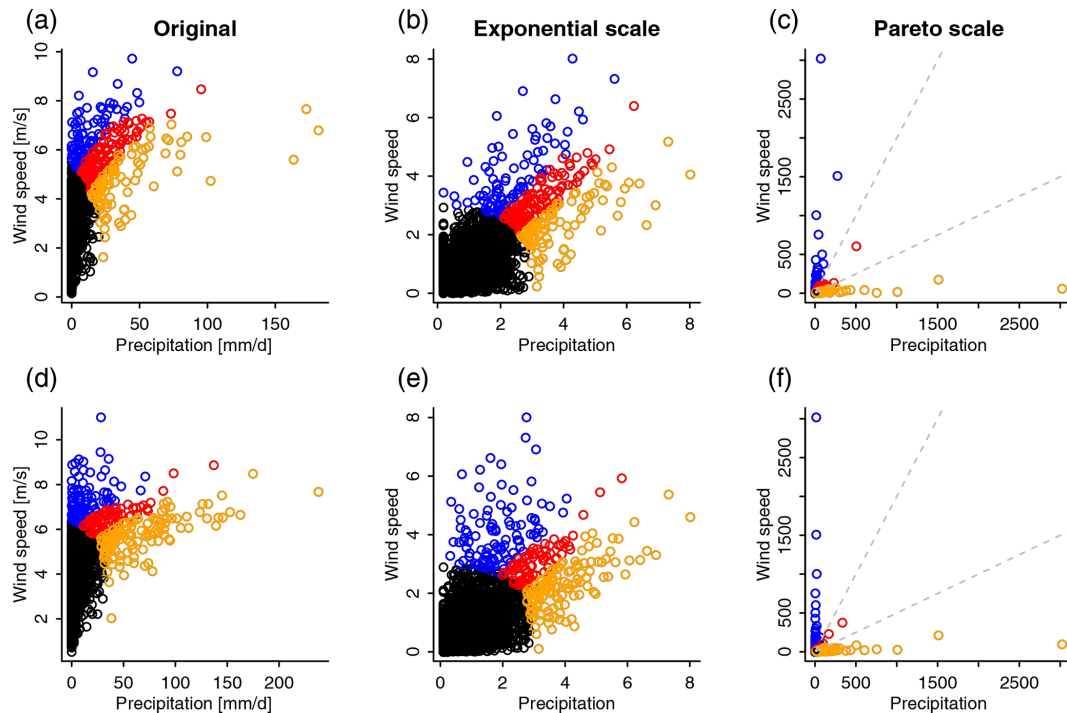 (a) Original
(b) Exponential scale
(c) Pareto scale
Wind speed [m/s]
0 2 4 6 8 10
0 50 100 150
Precipitation [mm/d]
Wind speed
0 2 4 6 8
0 2 4 6 8
Precipitation
Wind speed
0 500 1500 2500
0 500 1500 2500
Precipitation
(d)
(e)
(f)
Wind speed [m/s]
2 4 6 8 10
0 50 100 150 200
Precipitation [mm/d]
Wind speed
0 2 4 6 8
0 2 4 6 8
Precipitation
Wind speed
0 500 1500 2500
0 500 1500 2500
Precipitation